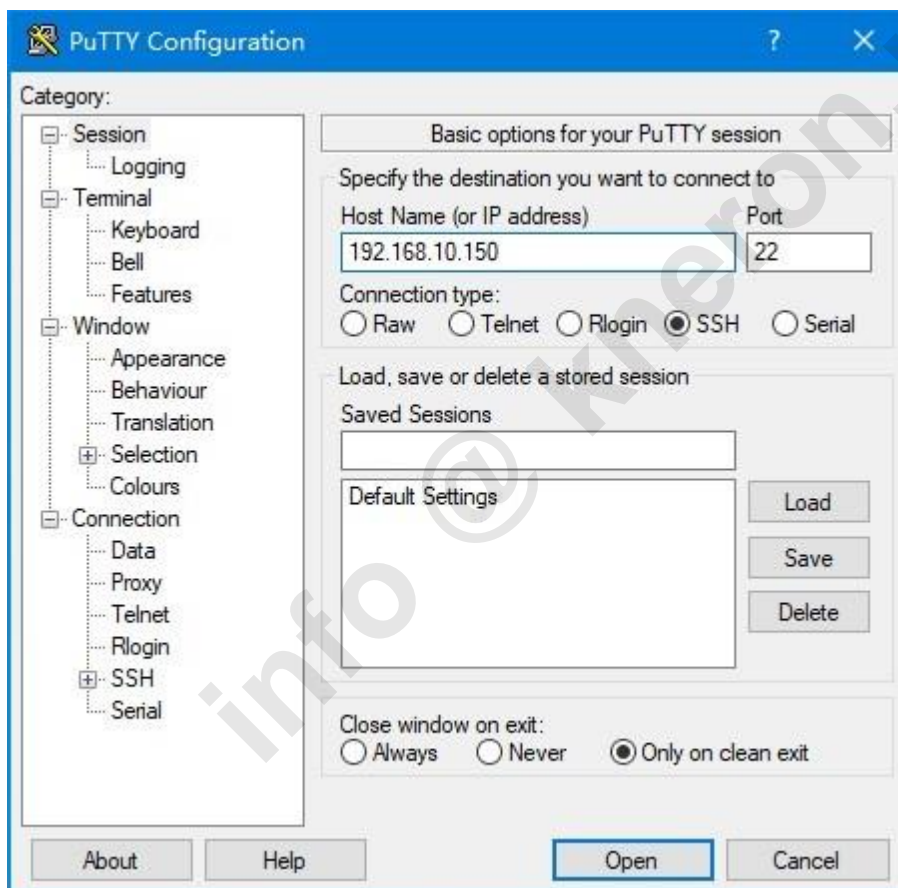 PuTTY Configuration
?
Category:
Session
Logging
Terminal
Keyboard
Bell
Features
Window
Appearance
Behaviour
Translation
Selection
Colours
Connection
Data
Proxy
Telnet
Rlogin
SSH
Serial
Basic options for your PuTTY session
Specify the destination you want to connect to
Host Name (or IP address) Port
192.168.10.150 22
Connection type:
Raw Telnet Rlogin SSH Serial
Load, save or delete a stored session
Saved Sessions
Default Settings
Load
Save
Delete
Close window on exit:
Always Never Only on clean exit
About Help Open Cancel
info @ kneron.